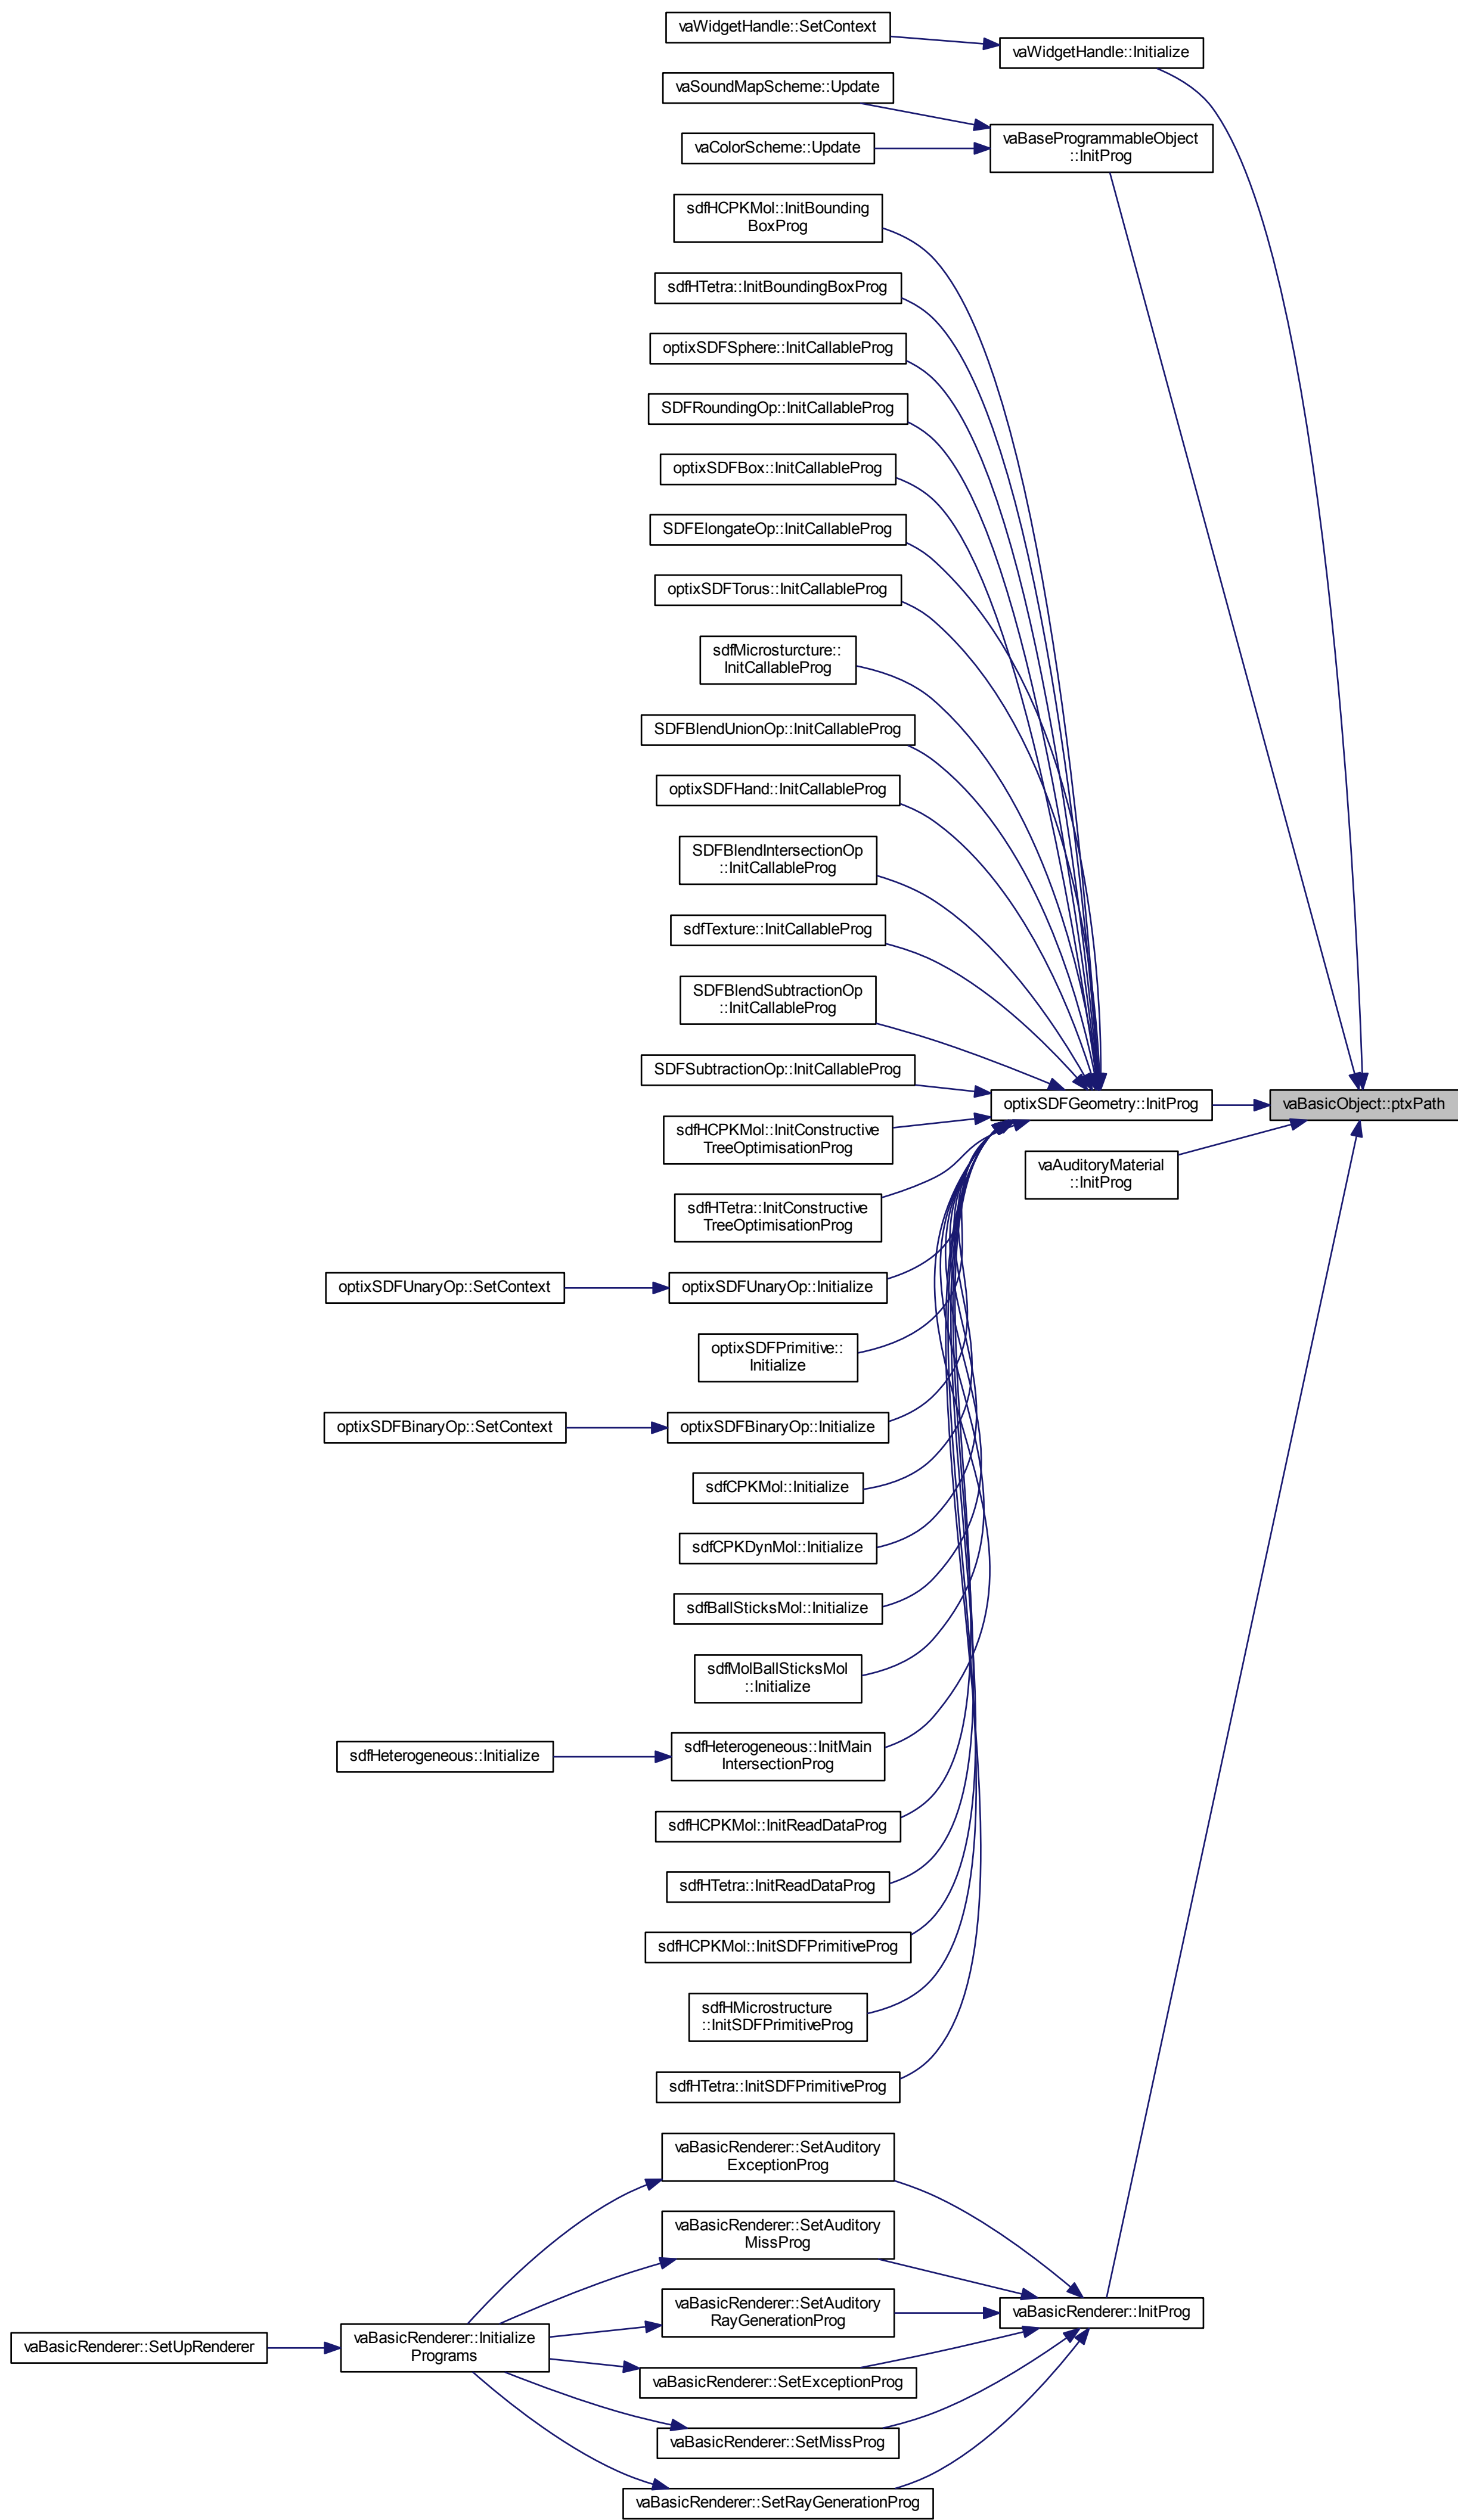 vaWidgetHandle::SetContext
vaWidgetHandle::Initialize
vaSoundMapScheme::Update
vaColorScheme::Update
vaBaseProgrammableObject
::InitProg
sdfHCPKMol::InitBounding
BoxProg
sdfHTetra::InitBoundingBoxProg
optixSDFSphere::InitCallableProg
SDFRoundingOp::InitCallableProg
optixSDFBox::InitCallableProg
SDFElongateOp::InitCallableProg
optixSDFTorus::InitCallableProg
sdfMicrosturcture::
InitCallableProg
SDFBlendUnionOp::InitCallableProg
optixSDFHand::InitCallableProg
SDFBlendIntersectionOp
::InitCallableProg
sdfTexture::InitCallableProg
SDFBlendSubtractionOp
::InitCallableProg
SDFSubtractionOp::InitCallableProg
optixSDFGeometry::InitProg
vaBasicObject::ptxPath
sdfHCPKMol::InitConstructive
TreeOptimisationProg
vaAuditoryMaterial
::InitProg
sdfHTetra::InitConstructive
TreeOptimisationProg
optixSDFUnaryOp::SetContext
optixSDFUnaryOp::Initialize
optixSDFPrimitive::
Initialize
optixSDFBinaryOp::SetContext
optixSDFBinaryOp::Initialize
sdfCPKMol::Initialize
sdfCPKDynMol::Initialize
sdfBallSticksMol::Initialize
sdfMolBallSticksMol
::Initialize
sdfHeterogeneous::Initialize
sdfHeterogeneous::InitMain
IntersectionProg
sdfHCPKMol::InitReadDataProg
sdfHTetra::InitReadDataProg
sdfHCPKMol::InitSDFPrimitiveProg
sdfHMicrostructure
::InitSDFPrimitiveProg
sdfHTetra::InitSDFPrimitiveProg
vaBasicRenderer::SetAuditory
ExceptionProg
vaBasicRenderer::SetAuditory
MissProg
vaBasicRenderer::SetAuditory
RayGenerationProg
vaBasicRenderer::InitProg
vaBasicRenderer::SetUpRenderer
vaBasicRenderer::Initialize
Programs
vaBasicRenderer::SetExceptionProg
vaBasicRenderer::SetMissProg
vaBasicRenderer::SetRayGenerationProg